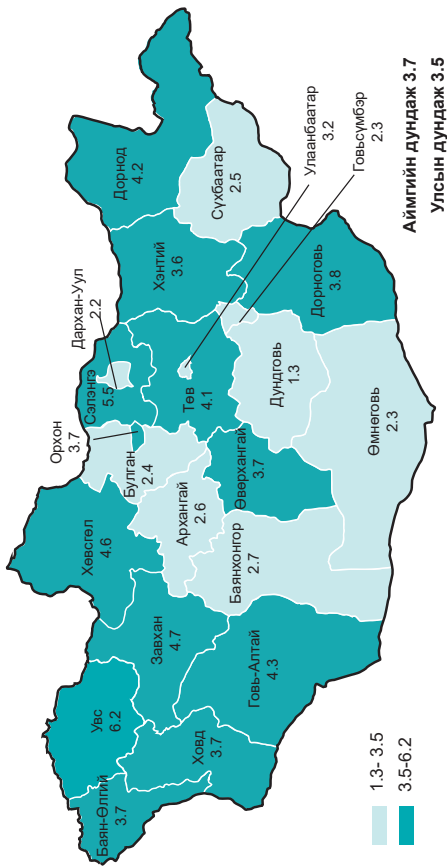 Дорнод
4.2
Сүхбаатар
2.5
Хэнтий
3.6
Улаанбаатар
3.2
Говьсүмбэр
2.3
Дорноговь
3.8
Дархан-Уул
2.2
Сэлэнгэ
5.5
Төв
4.1
Дундговь
1.3
Өмнөговь
2.3
Орхон
3.7
Булган
2.4
Өвөрхангай
3.7
Архангай
2.6
Баянхонгор
2.7
Хөвсгөл
4.6
Завхан
4.7
Говь-Алтай
4.3
Увс
6.2
Ховд
3.7
Баян-Өлгий
3.7
1.3- 3.5
3.5-6.2
Аймгийн дундаж 3.7
Улсын дундаж 3.5